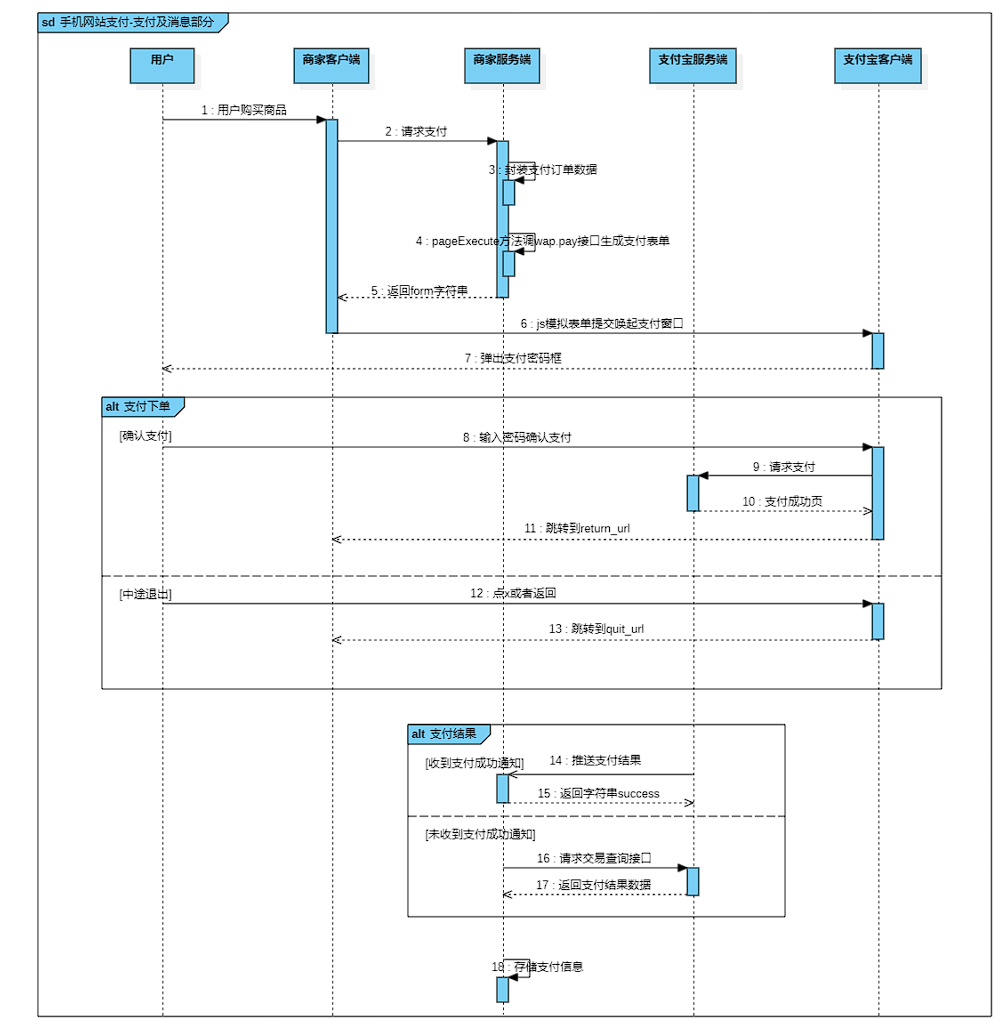 sd 手机网站支付-支付及消息部分
用户
商家客户端
商家服务端
支付宝服务端
支付宝客户端
1 : 用户购买商品
2 : 请求支付
3 : 封装支付订单数据
4 : pageExecute方法调wap.pay接口生成支付表单
5 : 返回form字符串
6 : js模拟表单提交唤起支付窗口
7 : 弹出支付密码框
alt 支付下单
[确认支付]
8 : 输入密码确认支付
9 : 请求支付
10 : 支付成功页
11 : 跳转到return_url
[中途退出]
12 : 点x或者返回
13 : 跳转到quit_url
alt 支付结果
[收到支付成功通知]
14 : 推送支付结果
15 : 返回字符串success
[未收到支付成功通知]
16 : 请求交易查询接口
17 : 返回支付结果数据
18 : 存储支付信息